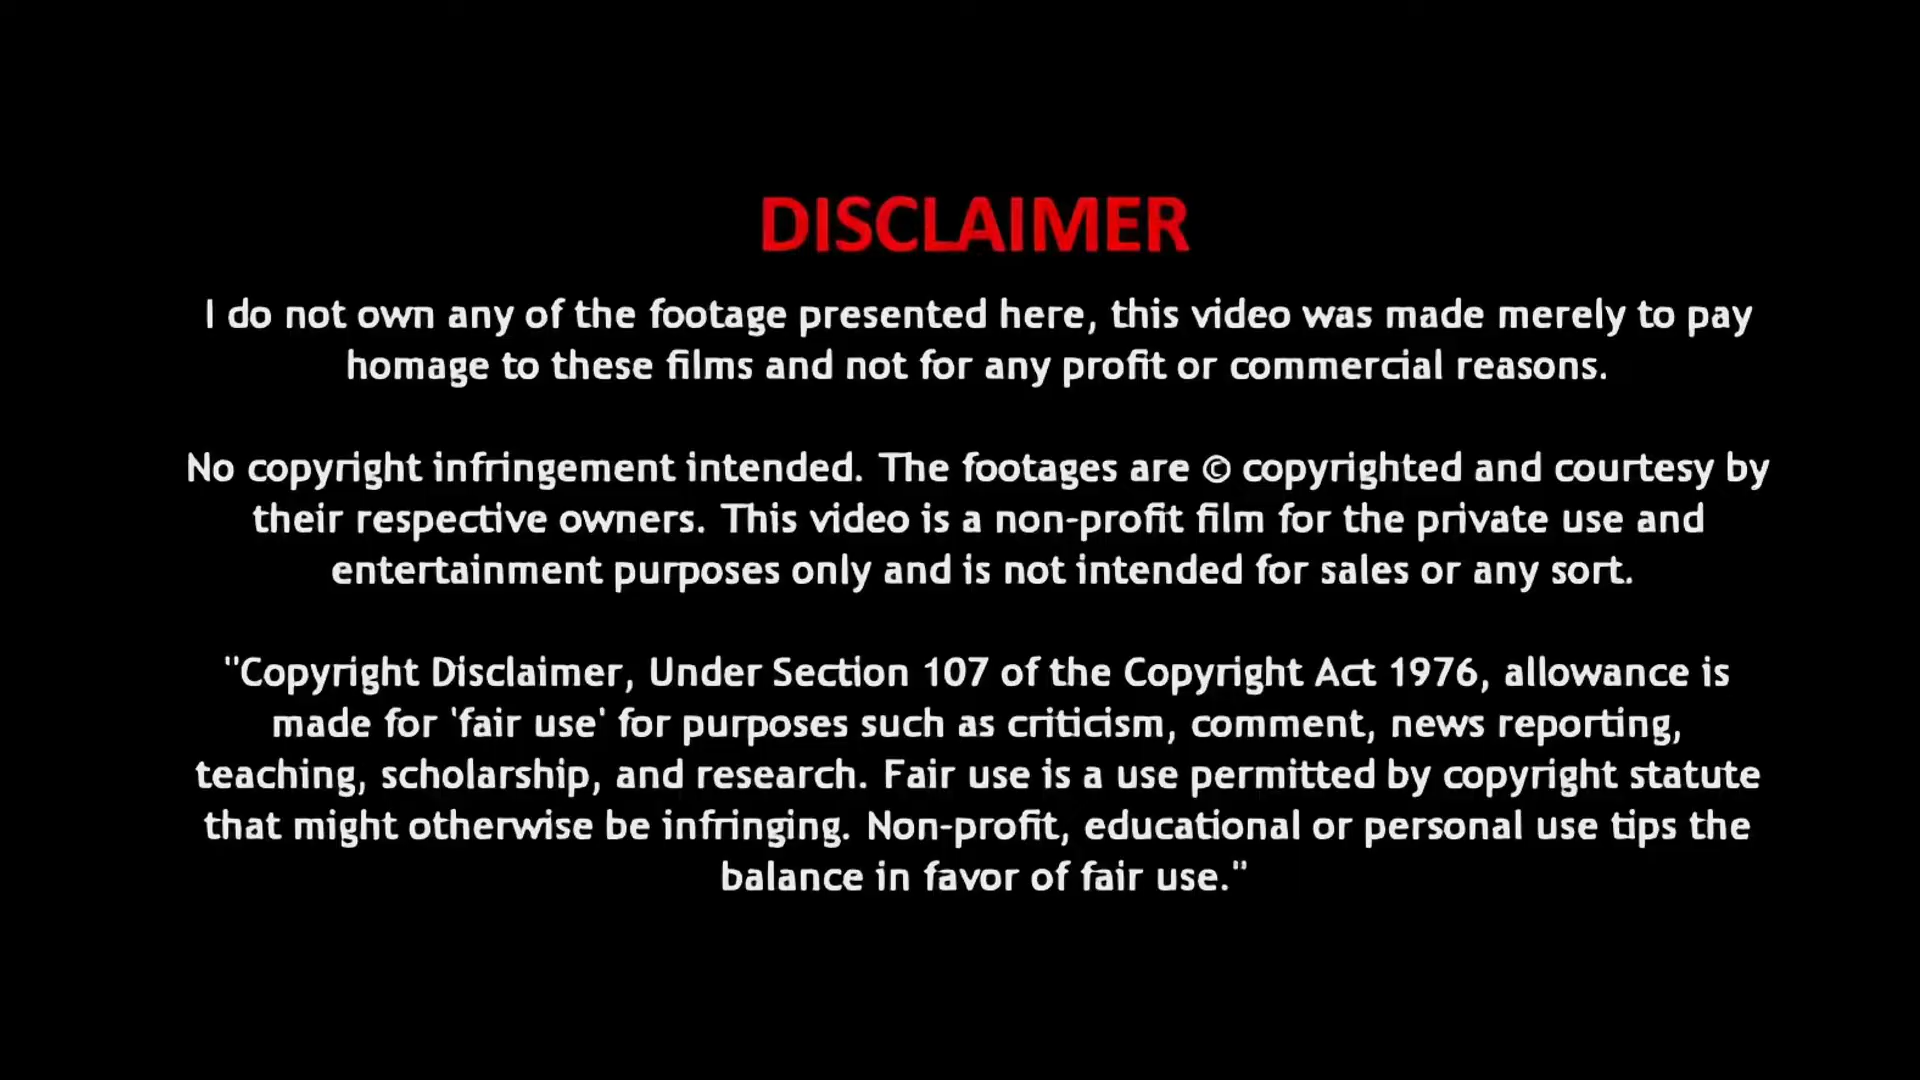 DISCLAIMER
I do not own any of the footage presented here, this video was made merely to pay
homage to these films and not for any profit or commercial reasons.
No copyright infringement intended. The footages are © copyrighted and courtesy by
their respective owners. This video is a non-profit film for the private use and
entertainment purposes only and is not intended for sales or any sort.
"Copyright Disclaimer, Under Section 107 of the Copyright Act 1976, allowance is
made for 'fair use' for purposes such as criticism, comment, news reporting,
teaching, scholarship, and research. Fair use is a use permitted by copyright statute
that might otherwise be infringing. Non-profit, educational or personal use tips the
balance in favor of fair use."